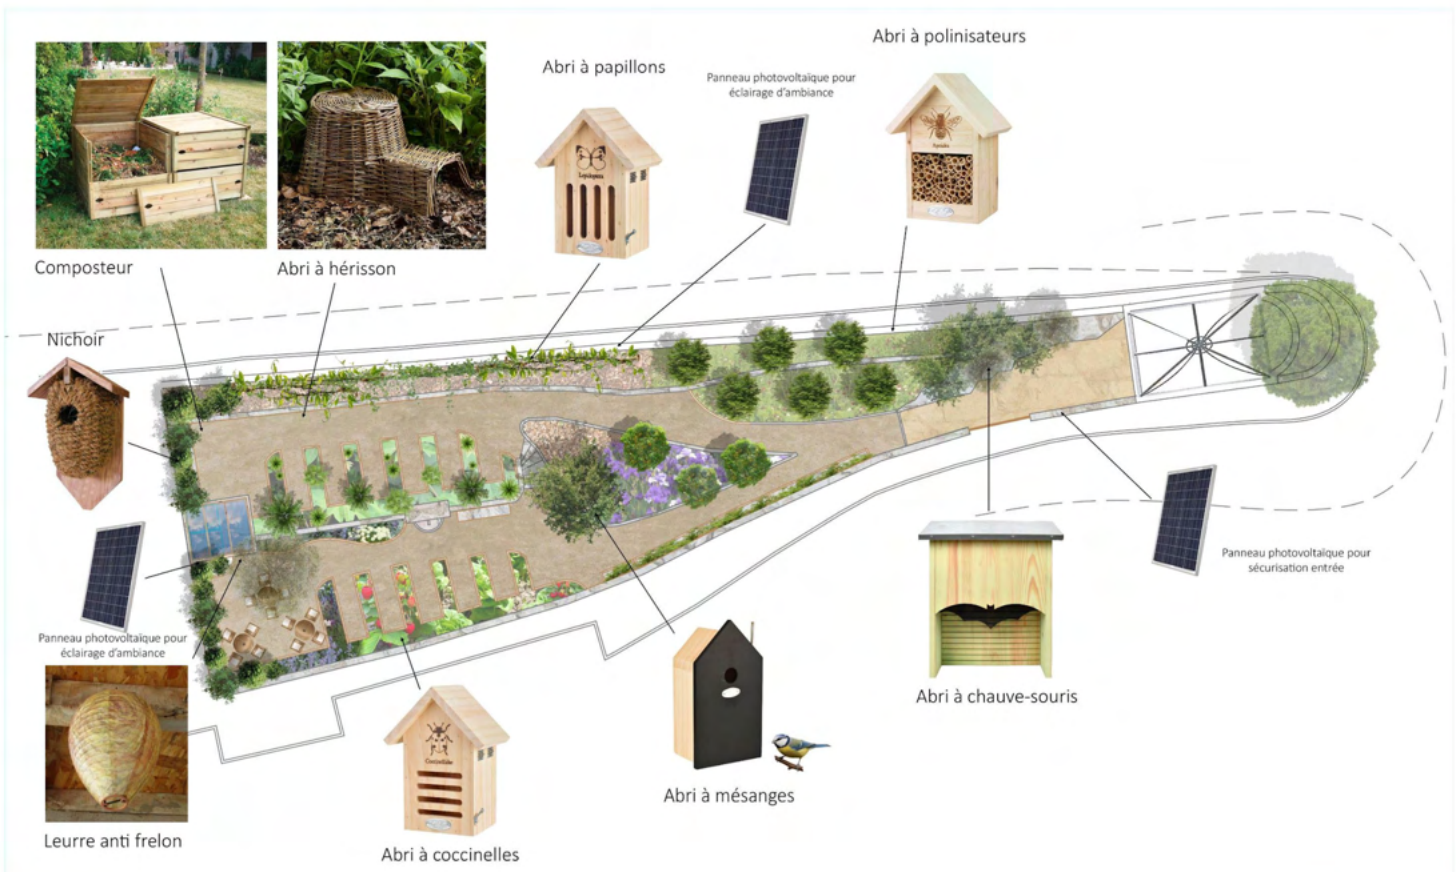 Abri à polinisateurs
Abri à papillons
Panneau photovoltaïque pour
éclairage d'ambiance
Composteur
Abri à hérisson
Nichoir
Panneau photovoltaïque pour
sécurisation entrée
Panneau photovoltaïque pour
éclairage d'ambiance
Abri à chauve-souris
Abri à mésanges
Leurre anti frelon
Abri à coccinelles